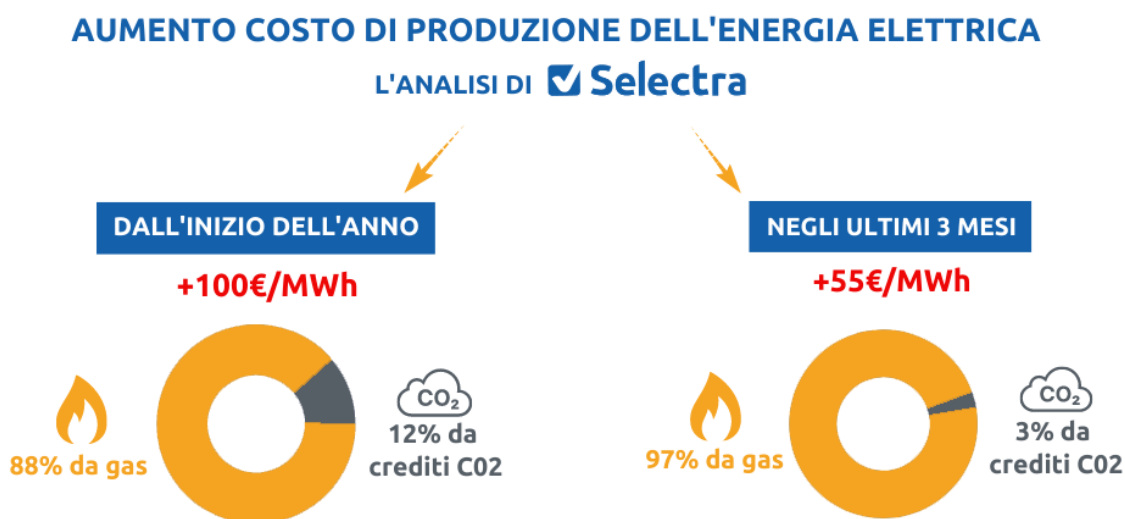 AUMENTO COSTO DI PRODUZIONE DELL'ENERGIA ELETTRICA
L'ANALISI DI Selectra
DALL'INIZIO DELL'ANNO
+100€/MWh
CO₂
88% da gas
12% da
crediti C02
NEGLI ULTIMI 3 MESI
+55€/MWh
CO₂
97% da gas
3% da
crediti C02